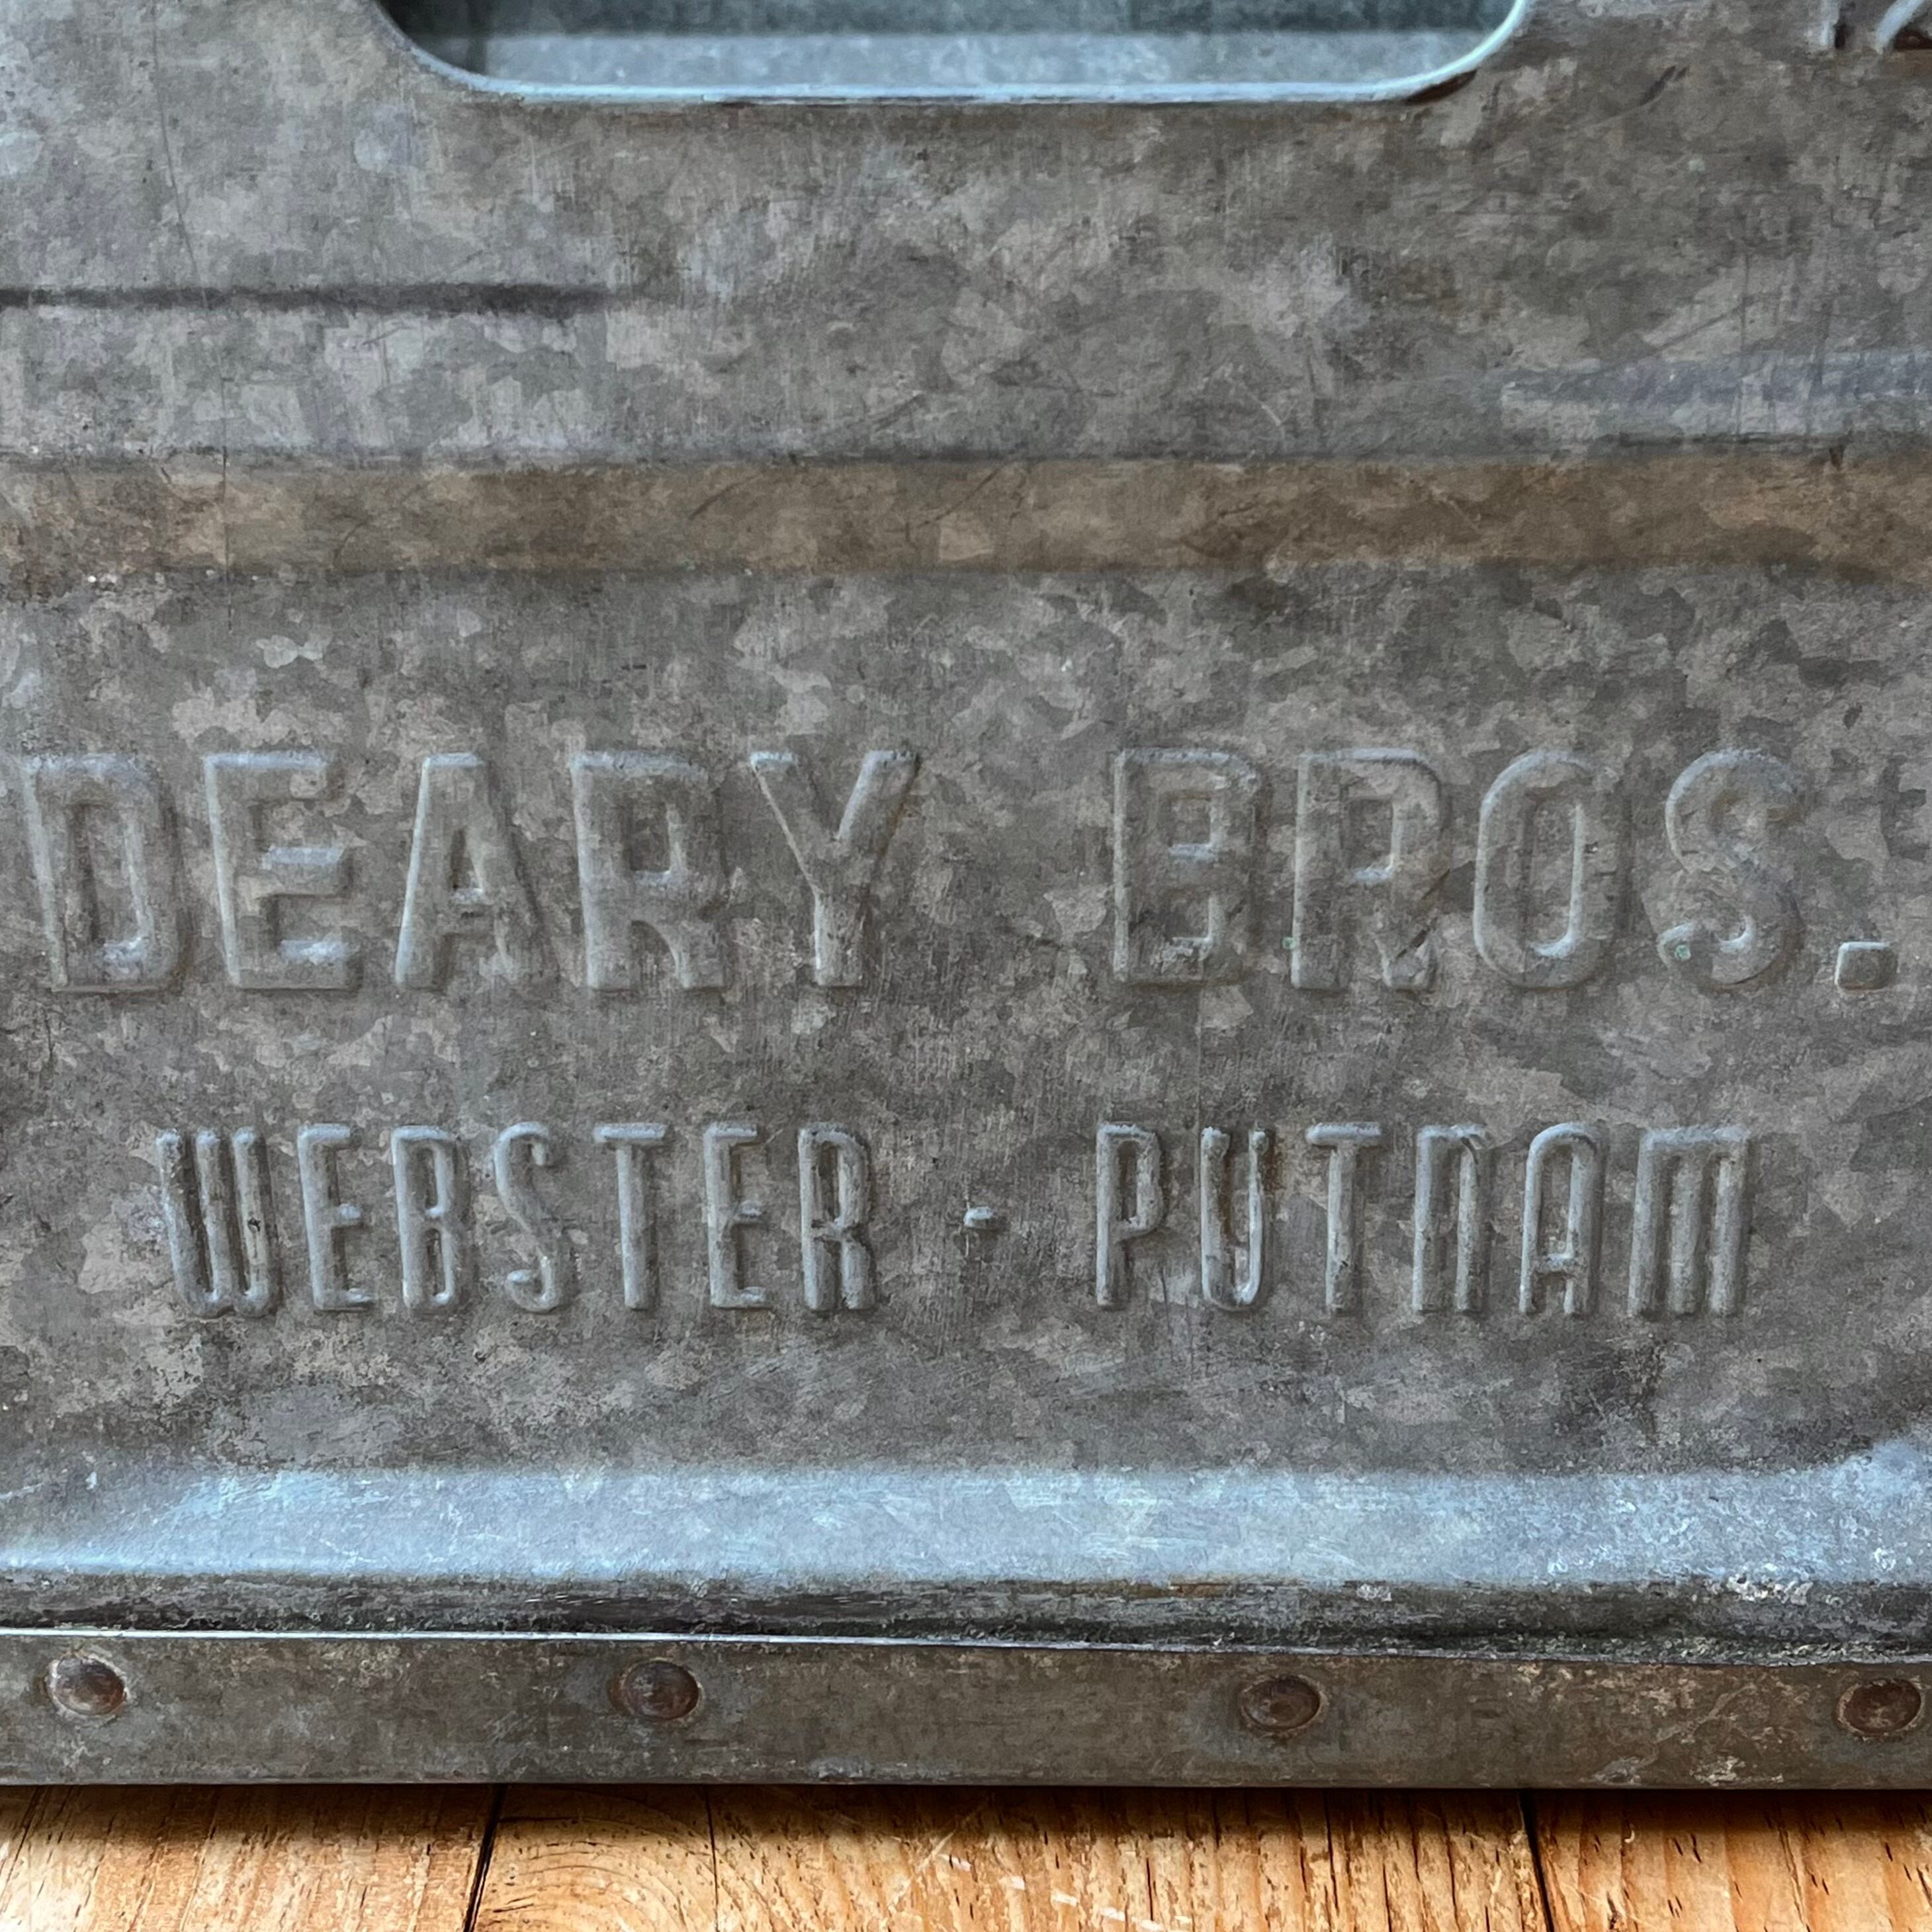 DEARY BROS.
WEBSTER - PUTNAM